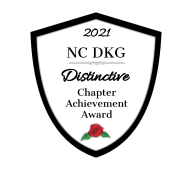 2021
NC DKG
Distinctive
Chapter
Achievement
Award